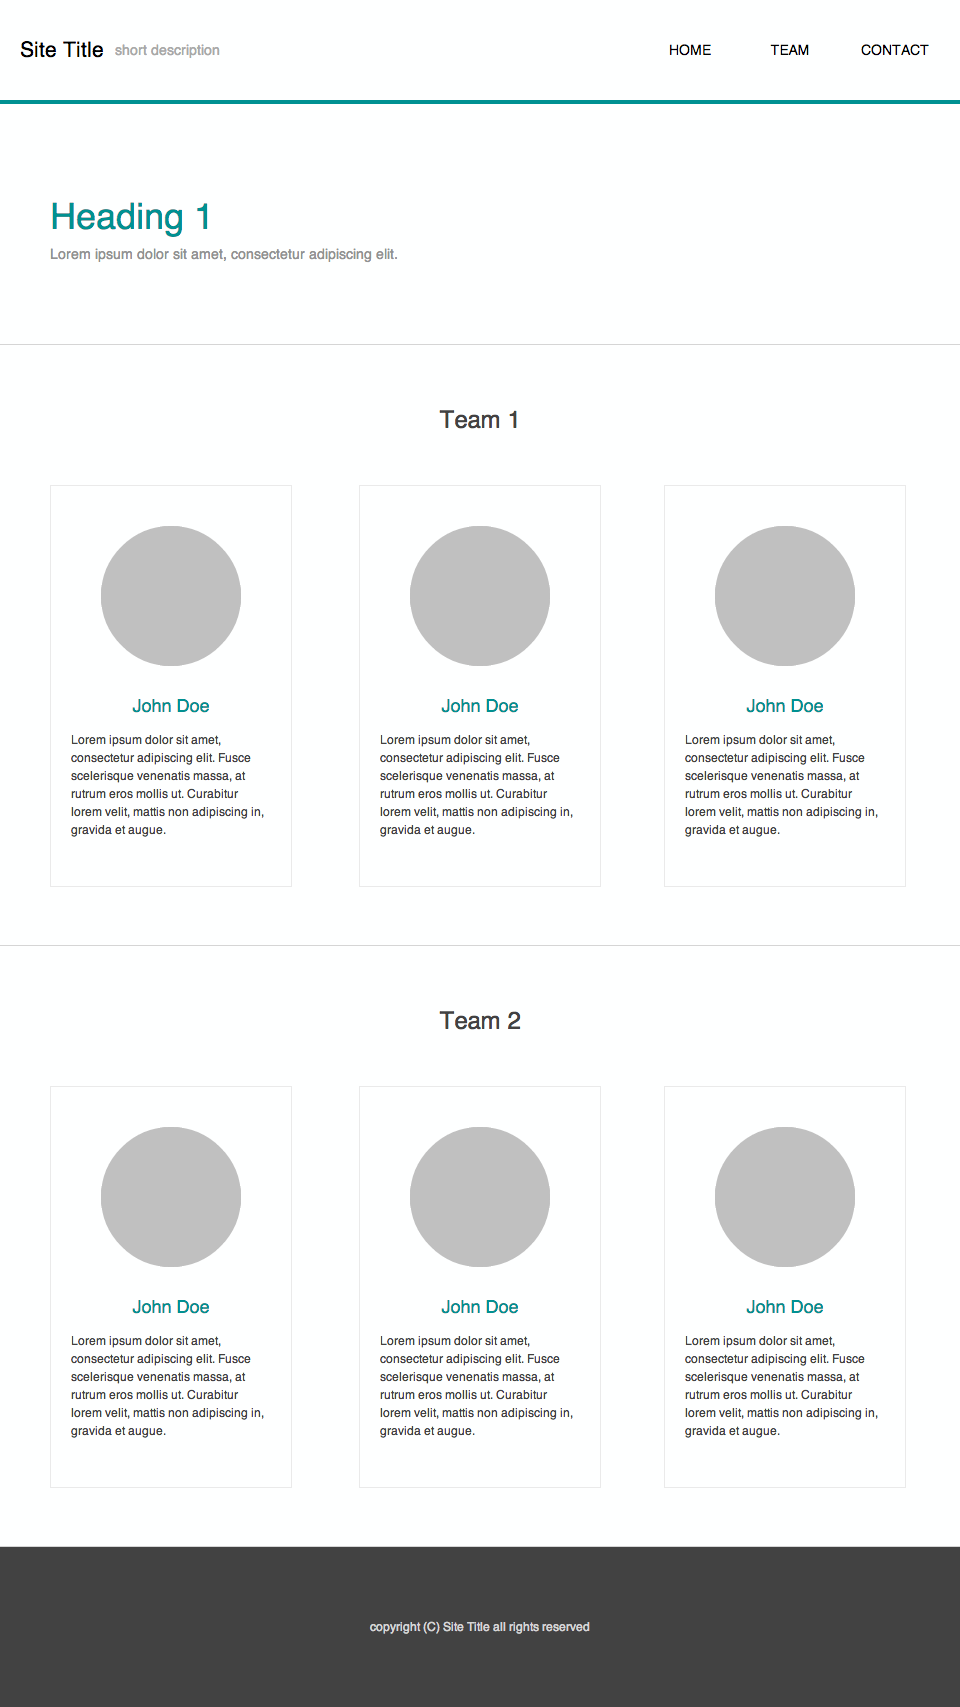 Site Title short description HOME TEAM CONTACT
Heading 1
Lorem ipsum dolor sit amet, consectetur adipiscing elit.
Team 1
John Doe
Lorem ipsum dolor sit amet,
consectetur adipiscing elit. Fusce
scelerisque venenatis massa, at
rutrum eros mollis ut. Curabitur
lorem velit, mattis non adipiscing in,
gravida et augue.
John Doe
Lorem ipsum dolor sit amet,
consectetur adipiscing elit. Fusce
scelerisque venenatis massa, at
rutrum eros mollis ut. Curabitur
lorem velit, mattis non adipiscing in,
gravida et augue.
John Doe
Lorem ipsum dolor sit amet,
consectetur adipiscing elit. Fusce
scelerisque venenatis massa, at
rutrum eros mollis ut. Curabitur
lorem velit, mattis non adipiscing in,
gravida et augue.
Team 2
John Doe
Lorem ipsum dolor sit amet,
consectetur adipiscing elit. Fusce
scelerisque venenatis massa, at
rutrum eros mollis ut. Curabitur
lorem velit, mattis non adipiscing in,
gravida et augue.
John Doe
Lorem ipsum dolor sit amet,
consectetur adipiscing elit. Fusce
scelerisque venenatis massa, at
rutrum eros mollis ut. Curabitur
lorem velit, mattis non adipiscing in,
gravida et augue.
John Doe
Lorem ipsum dolor sit amet,
consectetur adipiscing elit. Fusce
scelerisque venenatis massa, at
rutrum eros mollis ut. Curabitur
lorem velit, mattis non adipiscing in,
gravida et augue.
copyright (C) Site Title all rights reserved